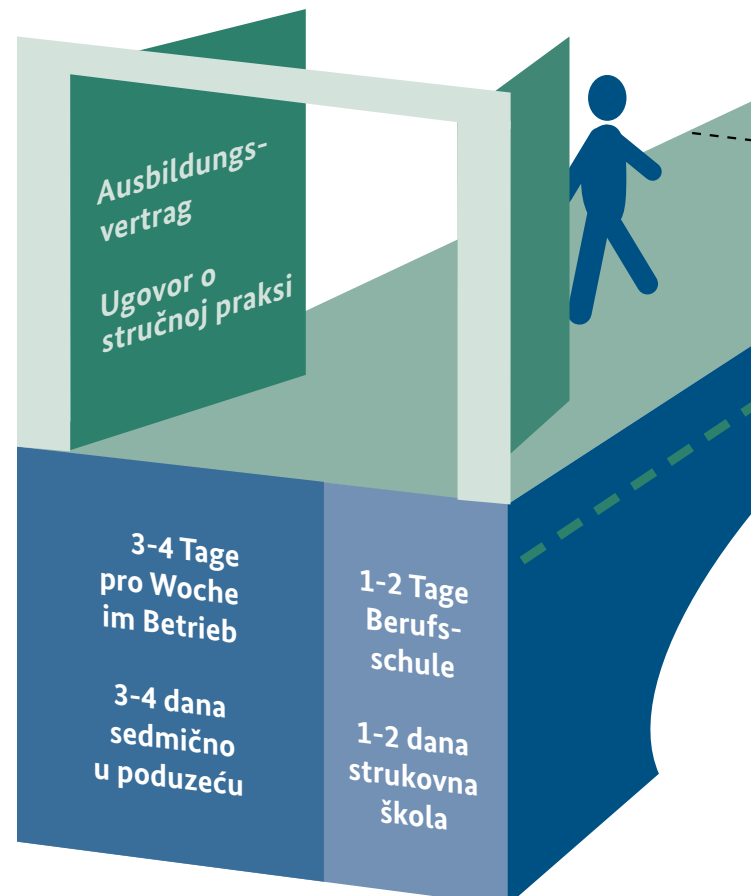 Ausbildungs-
vertrag
Ugovor o
stručnoj praksi
3-4 Tage
pro Woche
im Betrieb
3-4 dana
sedmično
u poduzeću
1-2 Tage
Berufs-
schule
1-2 dana
strukovna
škola